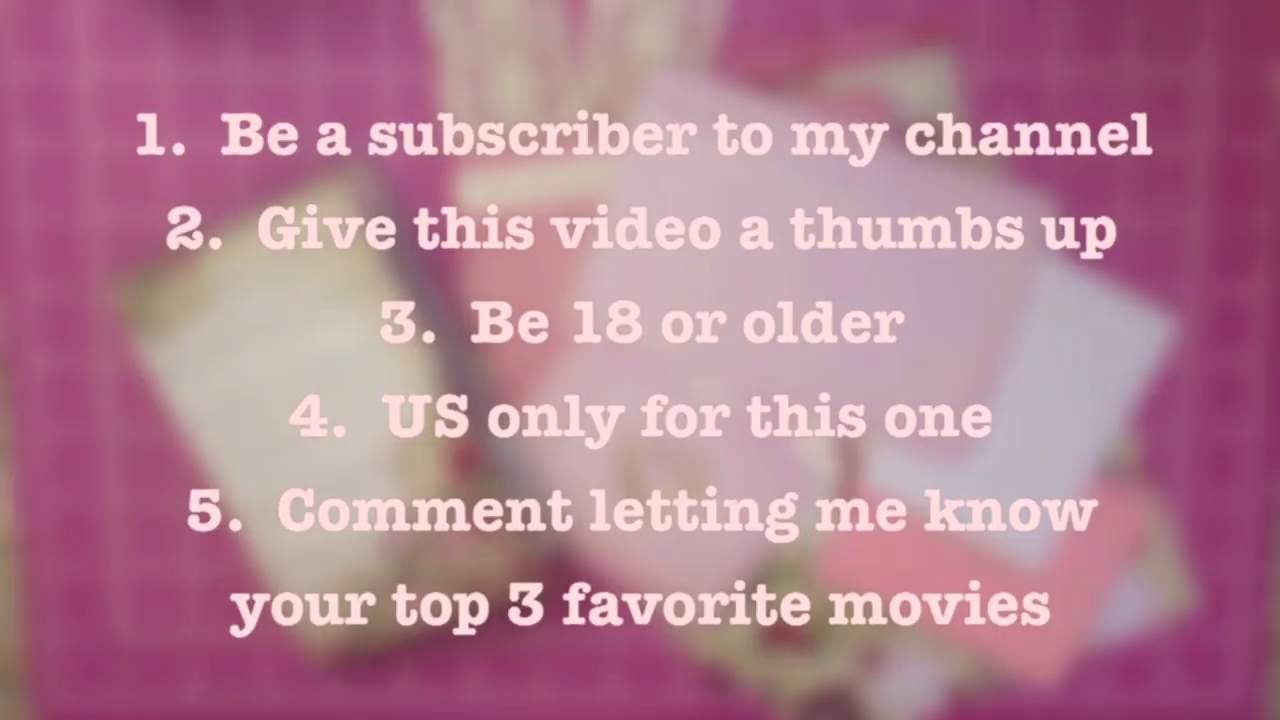 1. Be a subscriber to my channel
2. Give this video a thumbs up
3. Be 18 or older
4. US only for this one
5. Comment letting me know
your top 3 favorite movies